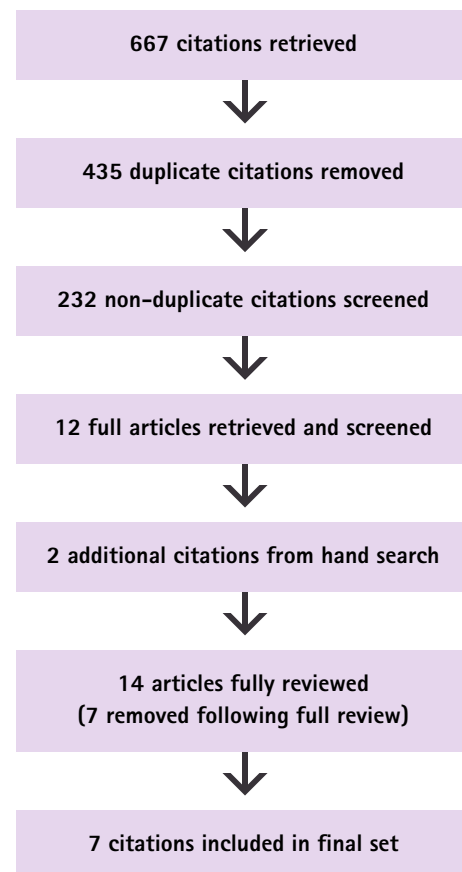 667 citations retrieved
435 duplicate citations removed
232 non-duplicate citations screened
12 full articles retrieved and screened
2 additional citations from hand search
14 articles fully reviewed
(7 removed following full review)
7 citations included in final set